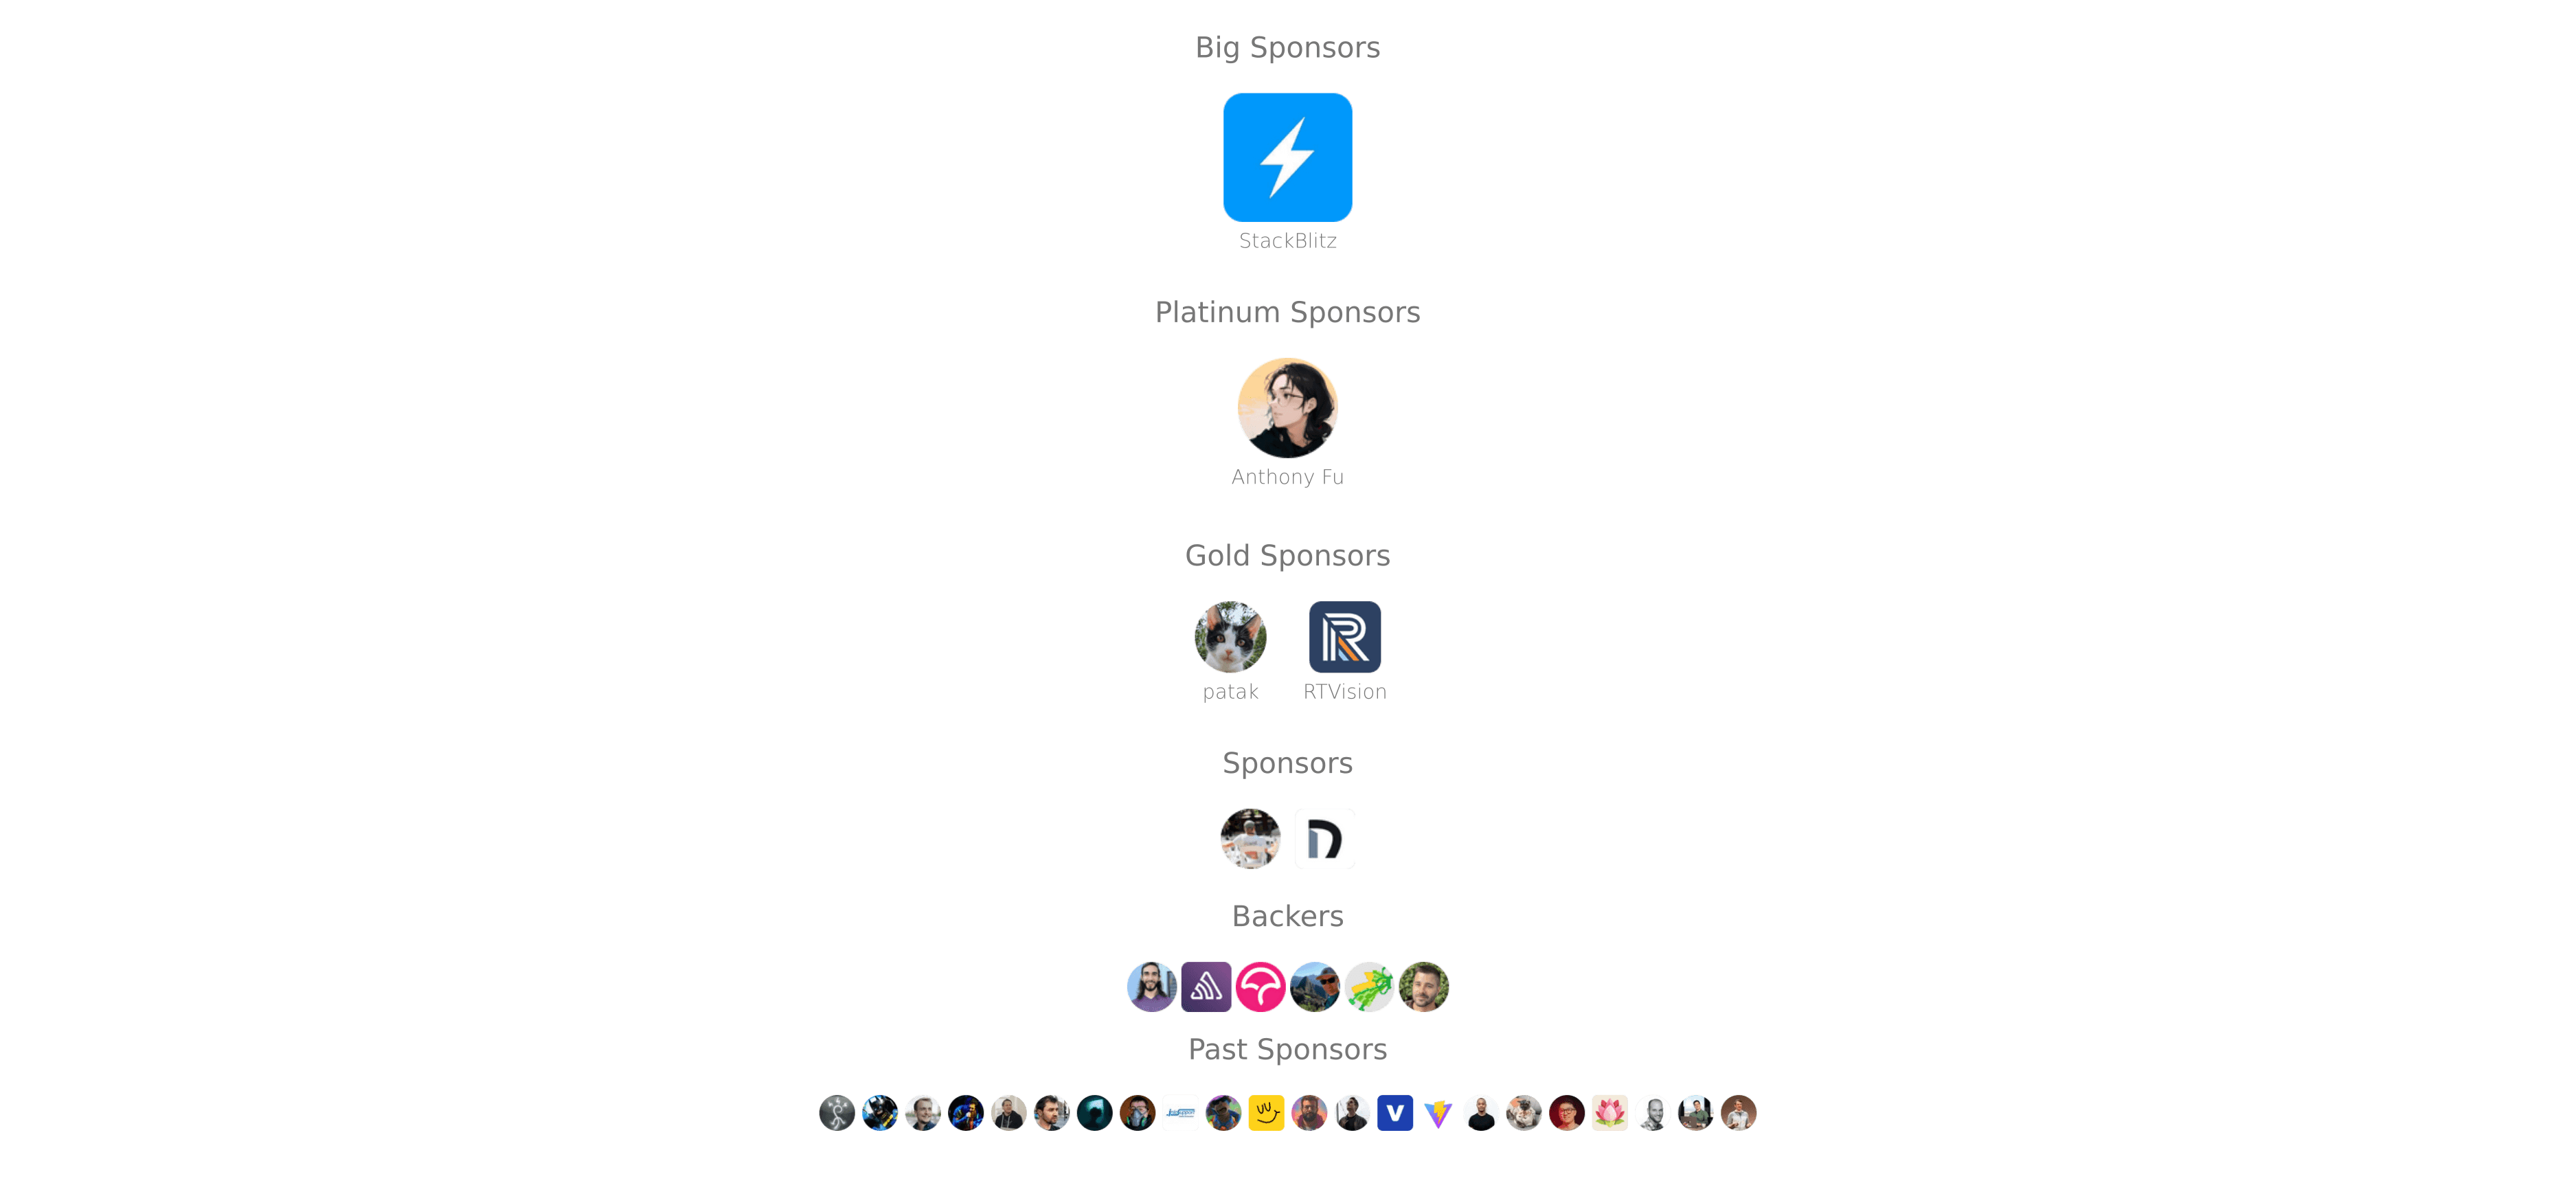 Big Sponsors
StackBlitz
Platinum Sponsors
Anthony Fu
Gold Sponsors
patak RTVision
Sponsors
Backers
Past Sponsors